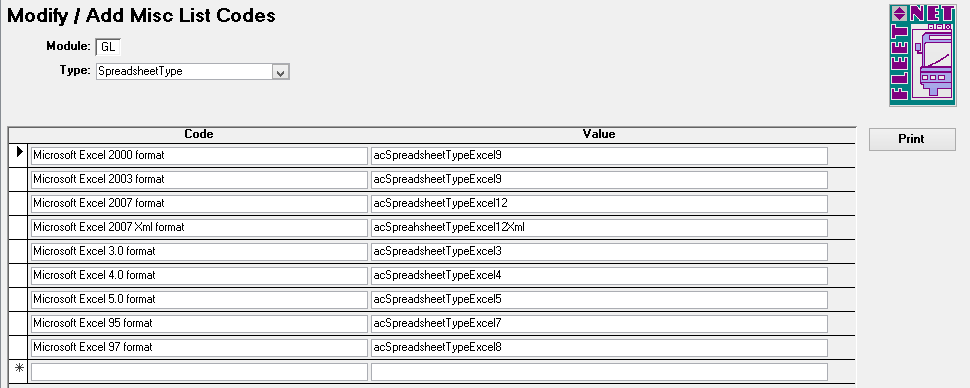 Modify / Add Misc List Codes
FLEET NET
Module: GL
Type: SpreadsheetType
Code Value
Print
Microsoft Excel 2000 format acSpreadsheetTypeExcel9
Microsoft Excel 2003 format acSpreadsheetTypeExcel9
Microsoft Excel 2007 format acSpreadsheetTypeExcel12
Microsoft Excel 2007 Xml format acSpreahsheetTypeExcel12Xml
Microsoft Excel 3.0 format acSpreadsheetTypeExcel3
Microsoft Excel 4.0 format acSpreadsheetTypeExcel4
Microsoft Excel 5.0 format acSpreadsheetTypeExcel5
Microsoft Excel 95 format acSpreadsheetTypeExcel7
Microsoft Excel 97 format acSpreadsheetTypeExcel8